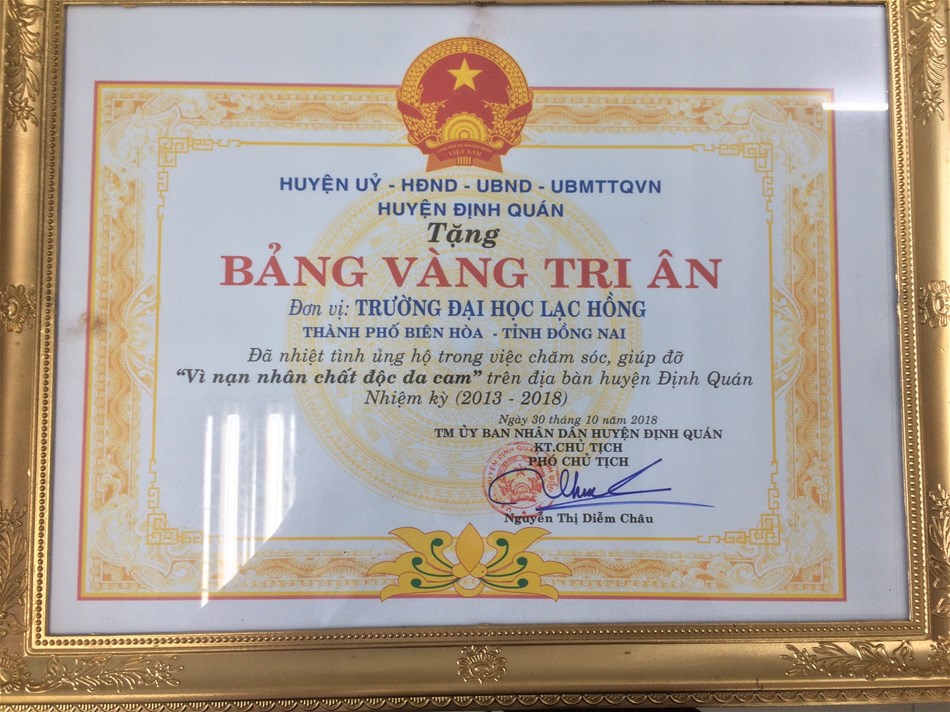 VIỆT NAM
HUYỆN UỶ - HĐND - UBND - UBMTTQVN
HUYỆN ĐỊNH QUÁN
Tặng
BẢNG VÀNG TRI ÂN
Đơn vị: TRƯỜNG ĐẠI HỌC LẠC HỒNG
THÀNH PHỐ BIÊN HÒA - TỈNH ĐỒNG NAI
Đã nhiệt tình ủng hộ trong việc chăm sóc, giúp đỡ
"Vì nạn nhân chất độc da cam" trên địa bàn huyện Định Quán
Nhiệm kỳ (2013 - 2018)
Ngày 30 tháng 10 năm 2018
TM ỦY BAN NHÂN DÂN HUYỆN ĐỊNH QUÁN
KT.CHỦ TỊCH
PHÓ CHỦ TỊCH
Nguyễn Thị Diễm Châu